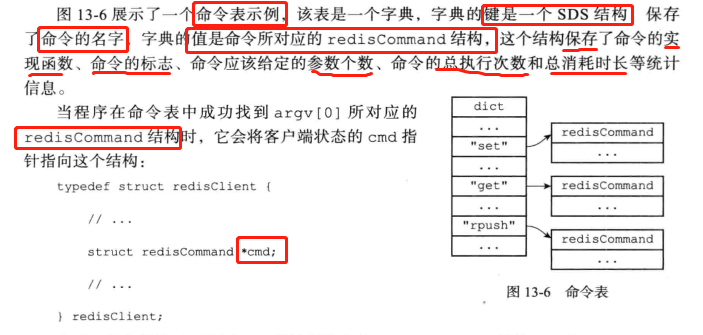 图 13-6 展示了一个命令表示例，该表是一个字典，字典的键是一个 SDS 结构 保存
了命令的名字，字典的值是命令所对应的 redisCommand 结构，这个结构保存了命令的实
现函数、命令的标志、命令应该给定的参数个数、命令的总执行次数和总消耗时长等统计
信息。
当程序在命令表中成功找到 argv[0] 所对应的
redisCommand 结构时，它会将客户端状态的 cmd 指
针指向这个结构：
typedef struct redisClient {
// ...
struct redisCommand *cmd;
// ...
} redisClient;
dict
...
"set"
...
"get"
...
"rpush"
...
redisCommand
...
redisCommand
...
redisCommand
...
图 13-6 命令表